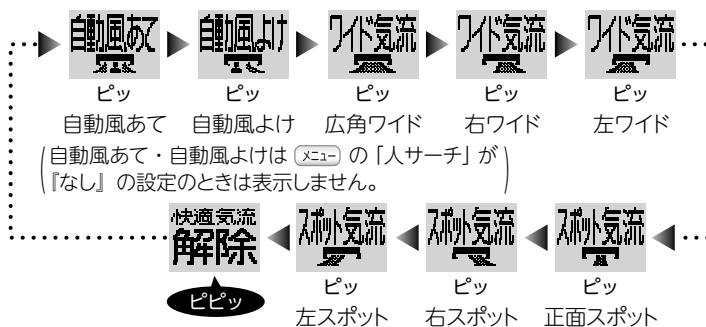 自動風あて 自動風よけ ワイド気流 ワイド気流 ワイド気流
ピッ ピッ ピッ ピッ ピッ
自動風あて 自動風よけ 広角ワイド 右ワイド 左ワイド
自動風あて・自動風よけは メニュー の「人サーチ」が
『なし』の設定のときは表示しません。
快適気流
解除 スポット気流 スポット気流 スポット気流
ピピッ ピッ ピッ ピッ
左スポット 右スポット 正面スポット